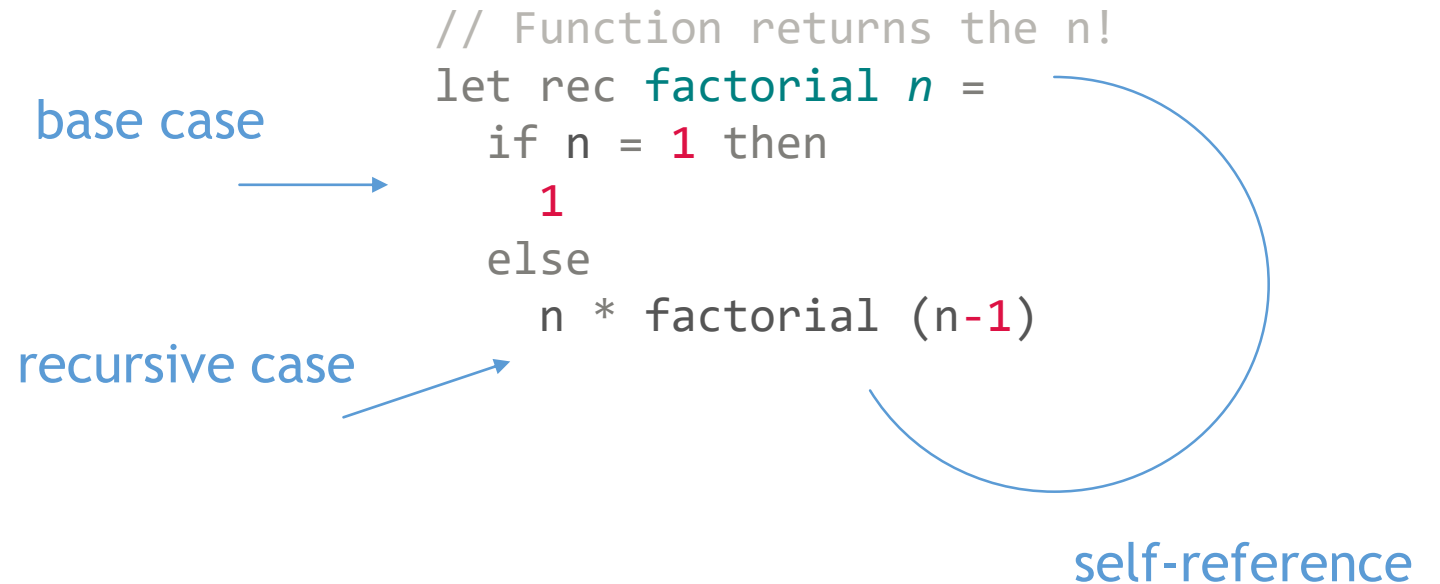 // Function returns the n!
let rec factorial n =
base case
if n = 1 then
1
else
n * factorial (n-1)
recursive case
self-reference